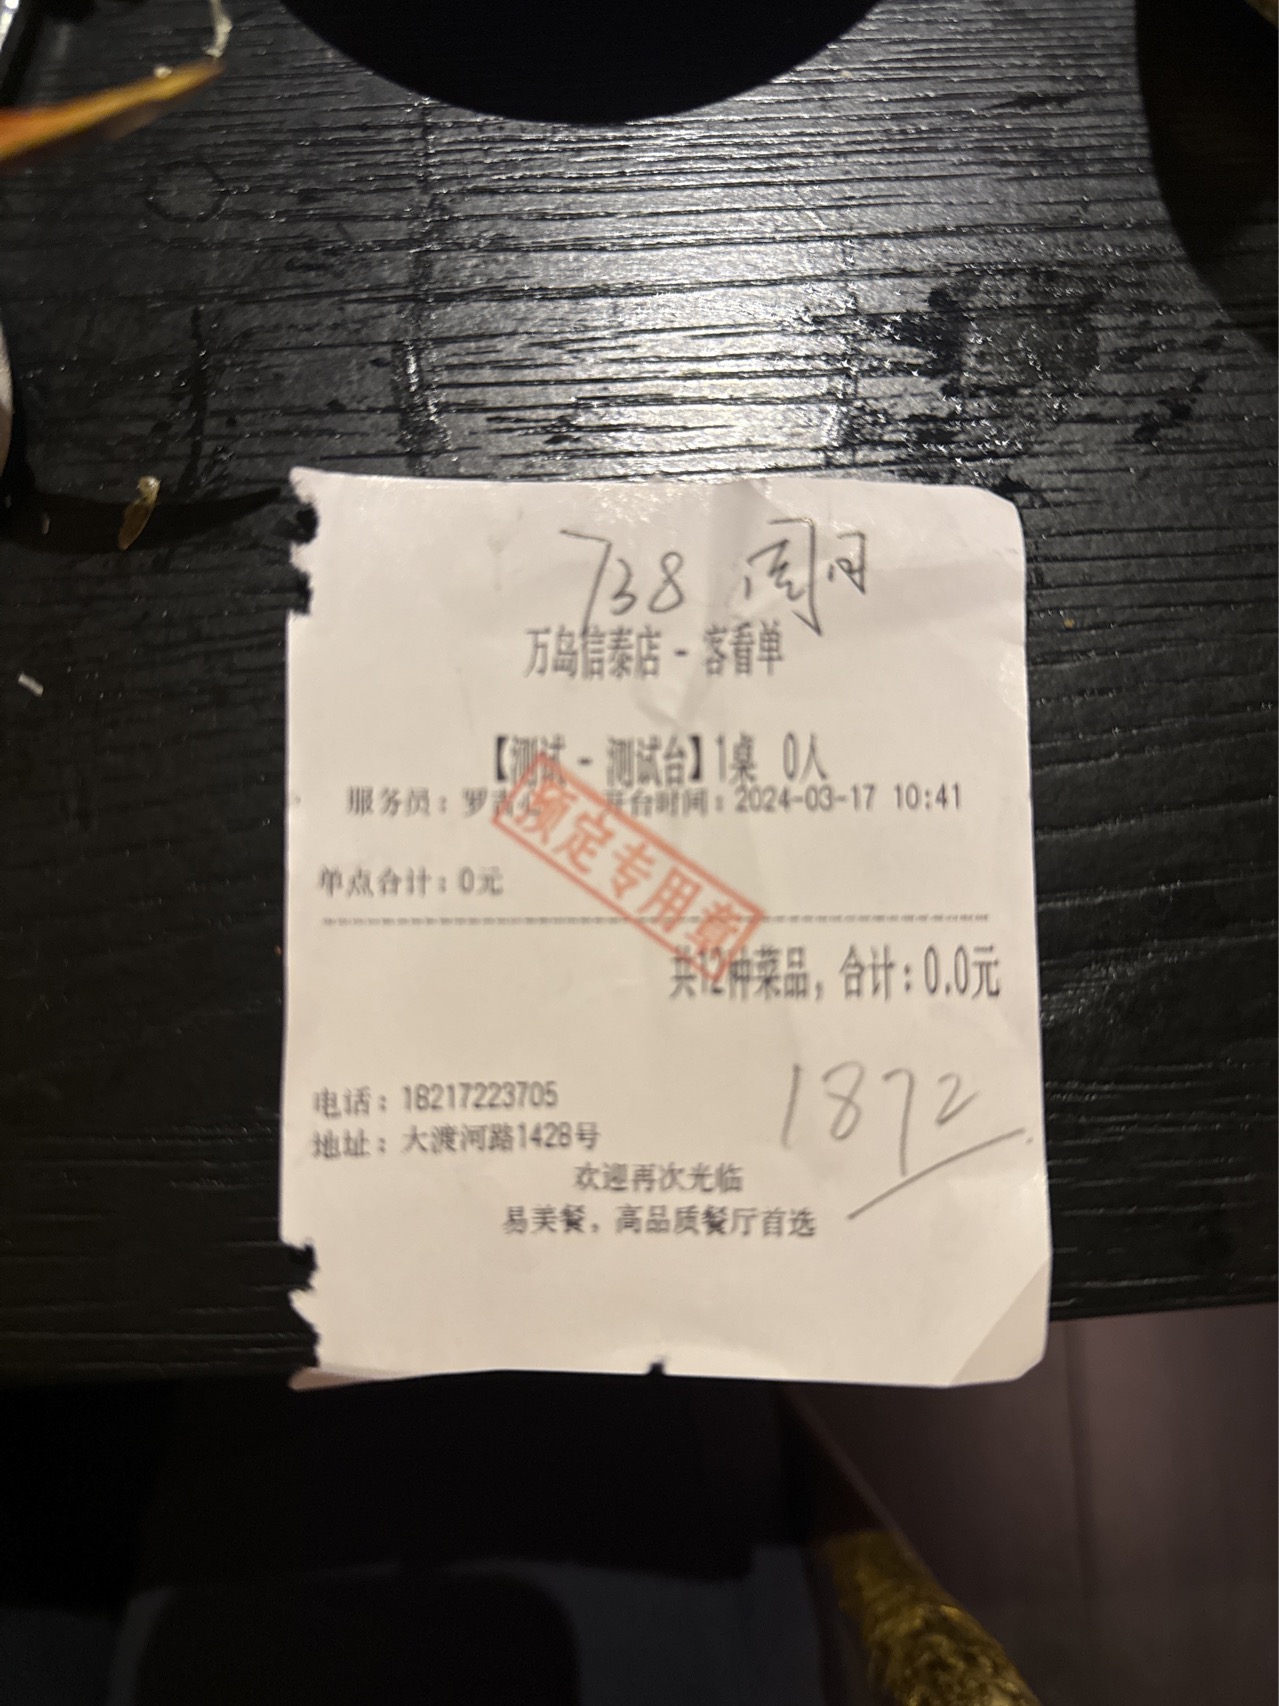 738 周日
万岛信泰店 - 客看单
【测试 - 测试台】1桌 0人
服务员：罗 开台时间：2024-03-17 10:41
预定专用章
单点合计：0元
共12种菜品，合计：0.0元
1872
电话：18217223705
地址：大渡河路1428号
欢迎再次光临
易美餐，高品质餐厅首选